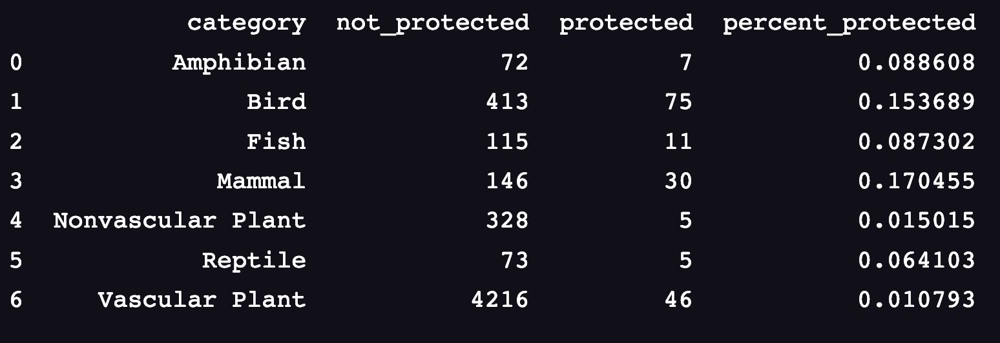 category not_protected protected percent_protected
0 Amphibian 72 7 0.088608
1 Bird 413 75 0.153689
2 Fish 115 11 0.087302
3 Mammal 146 30 0.170455
4 Nonvascular Plant 328 5 0.015015
5 Reptile 73 5 0.064103
6 Vascular Plant 4216 46 0.010793